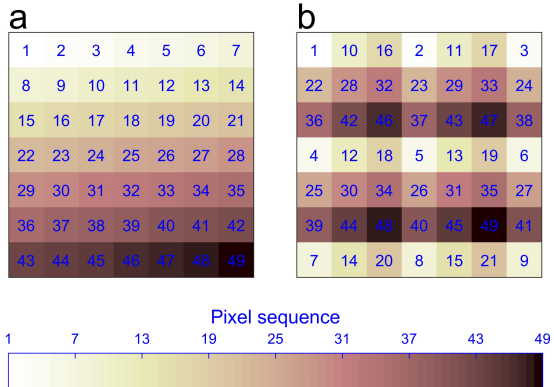 a
1 2 3 4 5 6 7
8 9 10 11 12 13 14
15 16 17 18 19 20 21
22 23 24 25 26 27 28
29 30 31 32 33 34 35
36 37 38 39 40 41 42
43 44 45 46 47 48 49
b
1 10 16 2 11 17 3
22 28 32 23 29 33 24
36 42 46 37 43 47 38
4 12 18 5 13 19 6
25 30 34 26 31 35 27
39 44 48 40 45 49 41
7 14 20 8 15 21 9
Pixel sequence
1 7 13 19 25 31 37 43 49